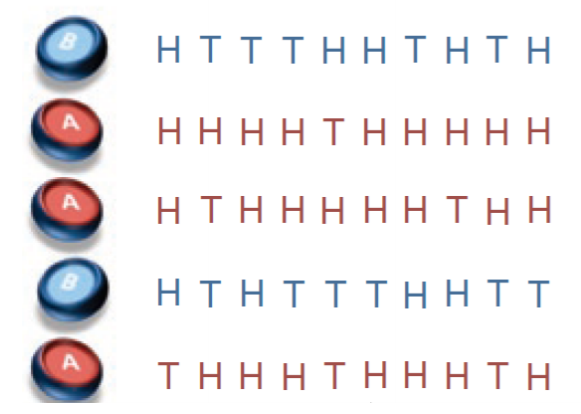 B H T T T H H T H T H
A H H H H T H H H H H
A H T H H H H H T H H
B H T H T T T H H T T
A T H H H T H H H T H